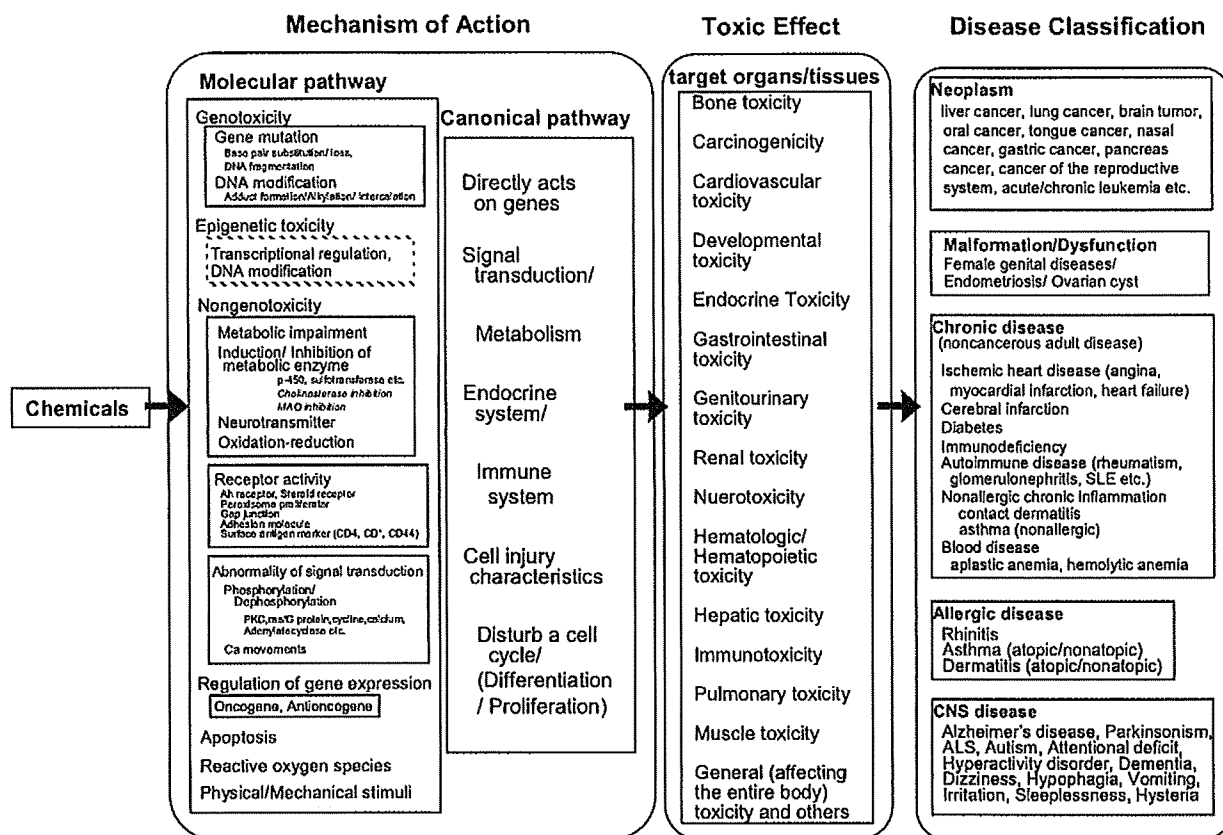 Mechanism of Action
Toxic Effect
Disease Classification
Chemicals
Molecular pathway
Genotoxicity
Gene mutation
Base pair substitution/ loss,
DNA fragmentation
DNA modification
Adduct formation/Alkylation/ Intercalation
Epigenetic toxicity
Transcriptional regulation,
DNA modification
Nongenotoxicity
Metabolic impairment
Induction/ Inhibition of
metabolic enzyme
p-450, sulfotransferase etc.
inhibition
MAO inhibition
Neurotransmitter
Oxidation-reduction
Receptor activity
Ah receptor, Steroid receptor
Peroxisome proliferator
Gap junction
Adhesion molecule
Surface antigen marker (CD4, CD*, CD44)
Abnormality of signal transduction
Phosphorylation/
Dephosphorylation
PKC,ras/G protein,cycline,calcium,
Adenylatecyclase etc.
Ca movements
Regulation of gene expression
Oncogene, Antioncogene
Apoptosis
Reactive oxygen species
Physical/Mechanical stimuli
Canonical pathway
Directly acts
on genes
Signal
transduction/
Metabolism
Endocrine
system/
Immune
system
Cell injury
characteristics
Disturb a cell
cycle/
(Differentiation
/ Proliferation)
target organs/tissues
Bone toxicity
Carcinogenicity
Cardiovascular
toxicity
Developmental
toxicity
Endocrine Toxicity
Gastrointestinal
toxicity
Genitourinary
toxicity
Renal toxicity
Nuerotoxicity
Hematologic/
Hematopoietic
toxicity
Hepatic toxicity
Immunotoxicity
Pulmonary toxicity
Muscle toxicity
General (affecting
the entire body)
toxicity and others
Neoplasm
liver cancer, lung cancer, brain tumor,
oral cancer, tongue cancer, nasal
cancer, gastric cancer, pancreas
cancer, cancer of the reproductive
system, acute/chronic leukemia etc.
Malformation/Dysfunction
Female genital diseases/
Endometriosis/ Ovarian cyst
Chronic disease
(noncancerous adult disease)
Ischemic heart disease (angina,
myocardial infarction, heart failure)
Cerebral infarction
Diabetes
Immunodeficiency
Autoimmune disease (rheumatism,
glomerulonephritis, SLE etc.)
Nonallergic chronic Inflammation
contact dermatitis
asthma (nonallergic)
Blood disease
aplastic anemia, hemolytic anemia
Allergic disease
Rhinitis
Asthma (atopic/nonatopic)
Dermatitis (atopic/nonatopic)
CNS disease
Alzheimer's disease, Parkinsonism,
ALS, Autism, Attentional deficit,
Hyperactivity disorder, Dementia,
Dizziness, Hypophagia, Vomiting,
Irritation, Sleeplessness, Hysteria